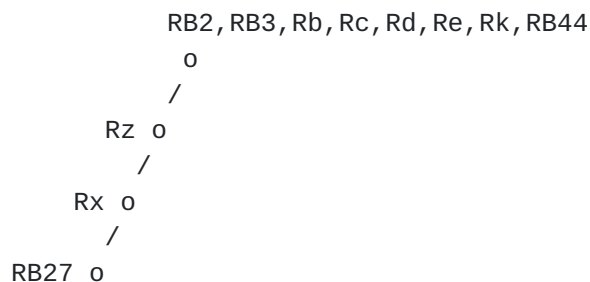 RB2,RB3,Rb,Rc,Rd,Re,Rk,RB44
o
/
Rz o
/
Rx o
/
RB27 o